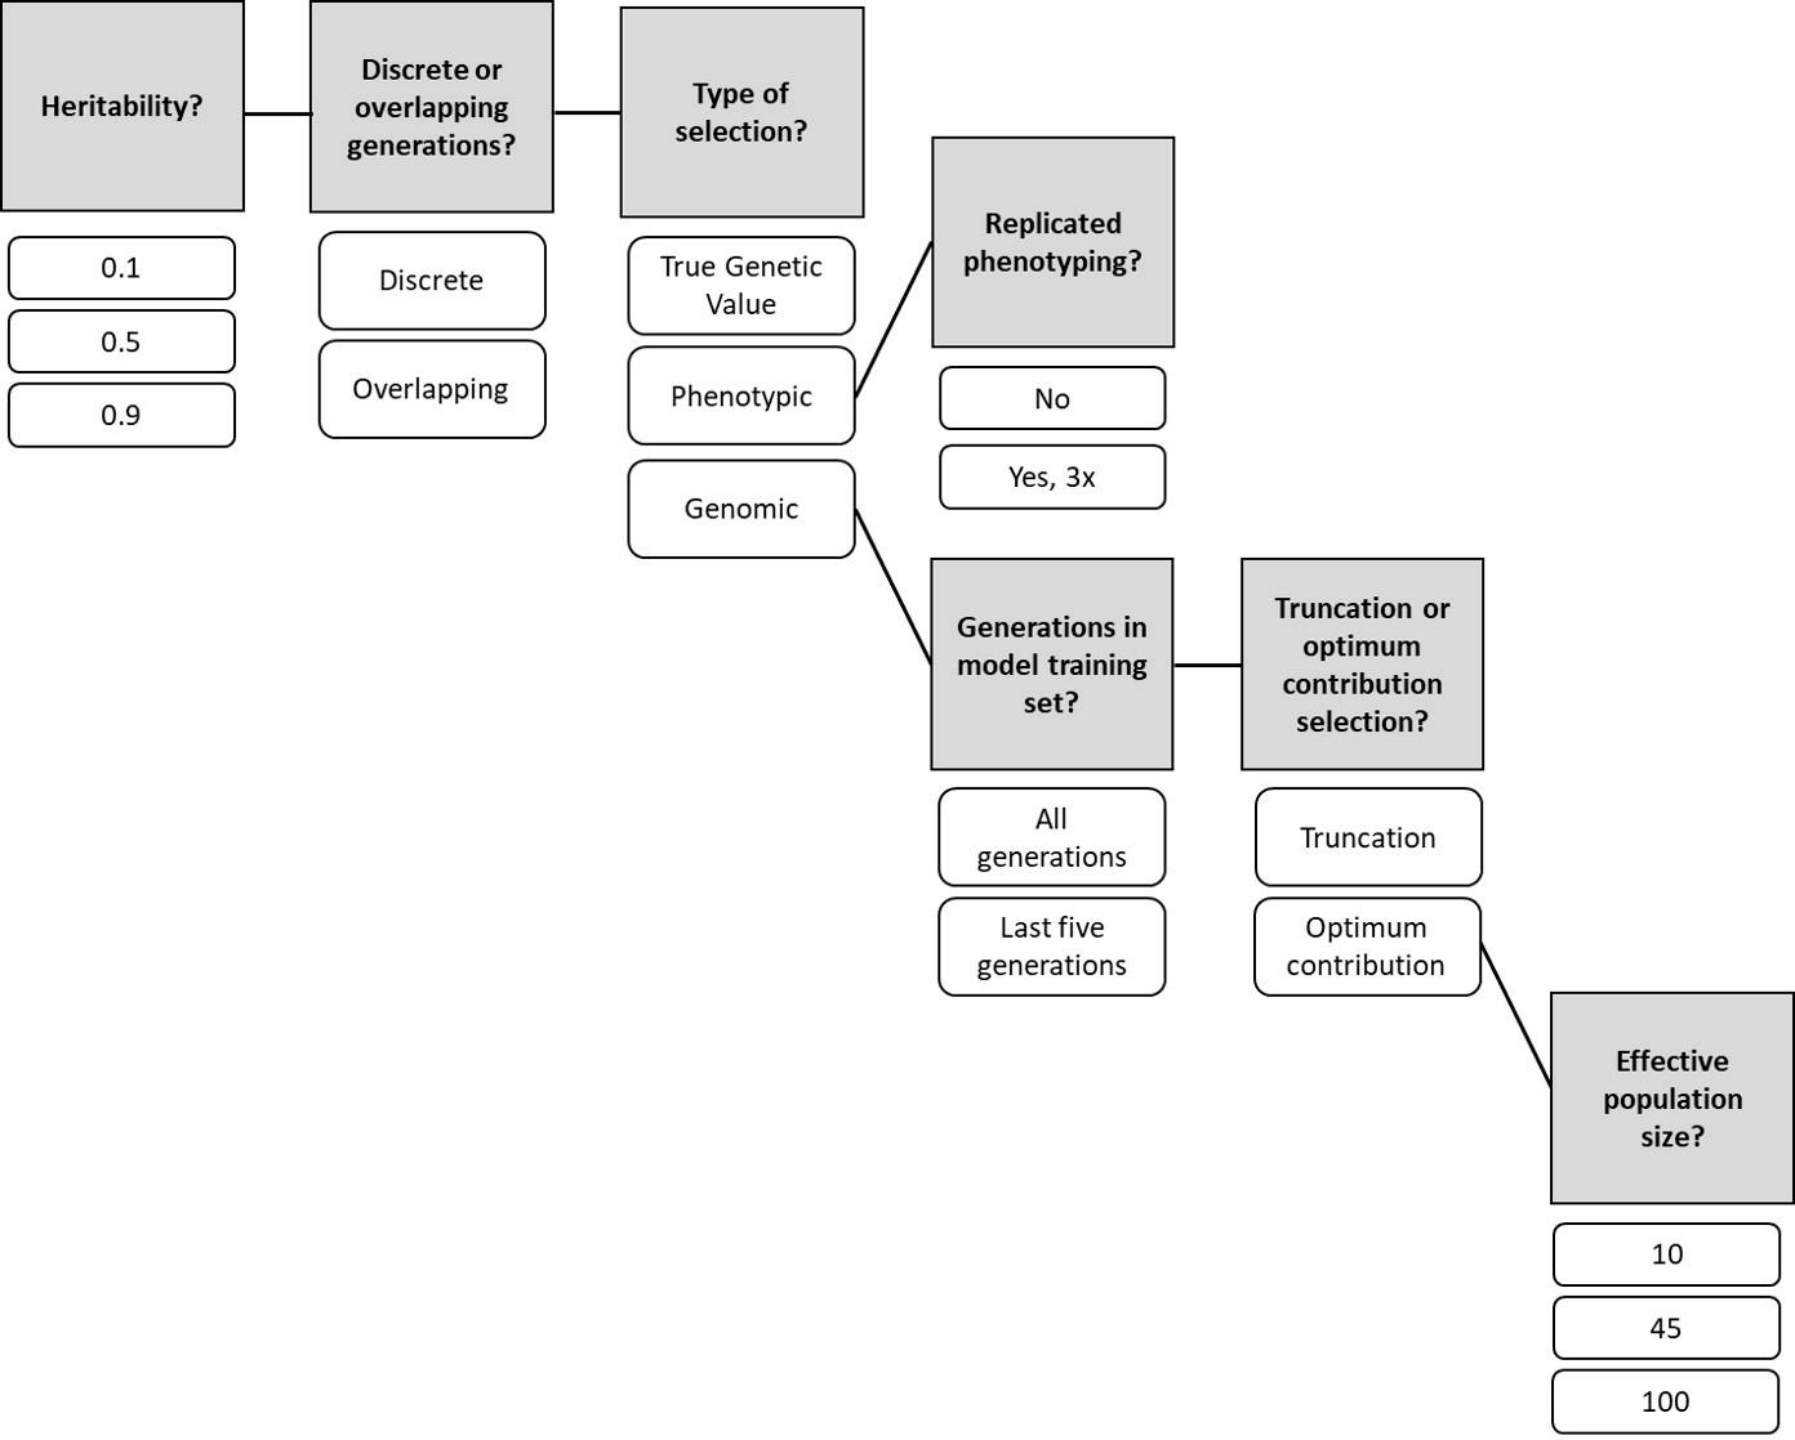 Heritability?
0.1
0.5
0.9
Discrete or
overlapping
generations?
Discrete
Overlapping
Type of
selection?
True Genetic
Value
Phenotypic
Genomic
Replicated
phenotyping?
No
Yes, 3x
Generations in
model training
set?
All
generations
Last five
generations
Truncation or
optimum
contribution
selection?
Truncation
Optimum
contribution
Effective
population
size?
10
45
100